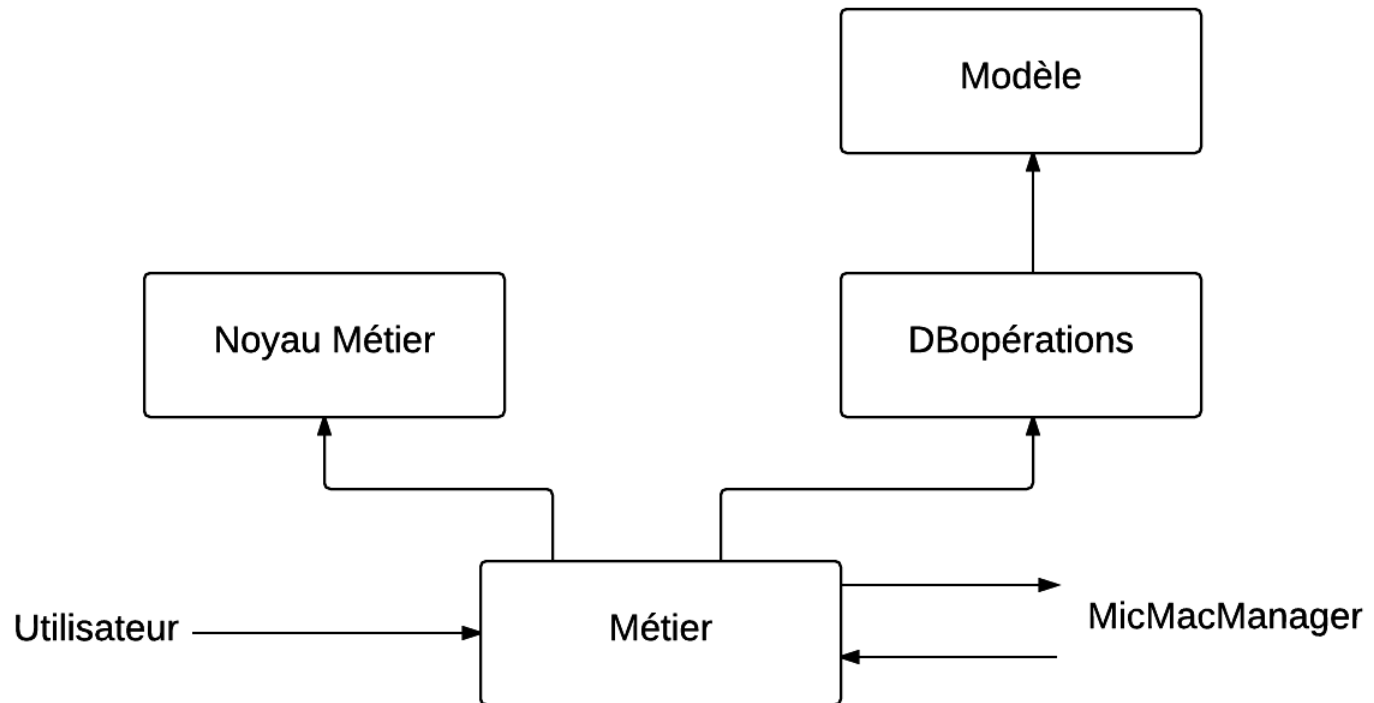 Modèle
Noyau Métier
DBopérations
Utilisateur
Métier
MicMacManager